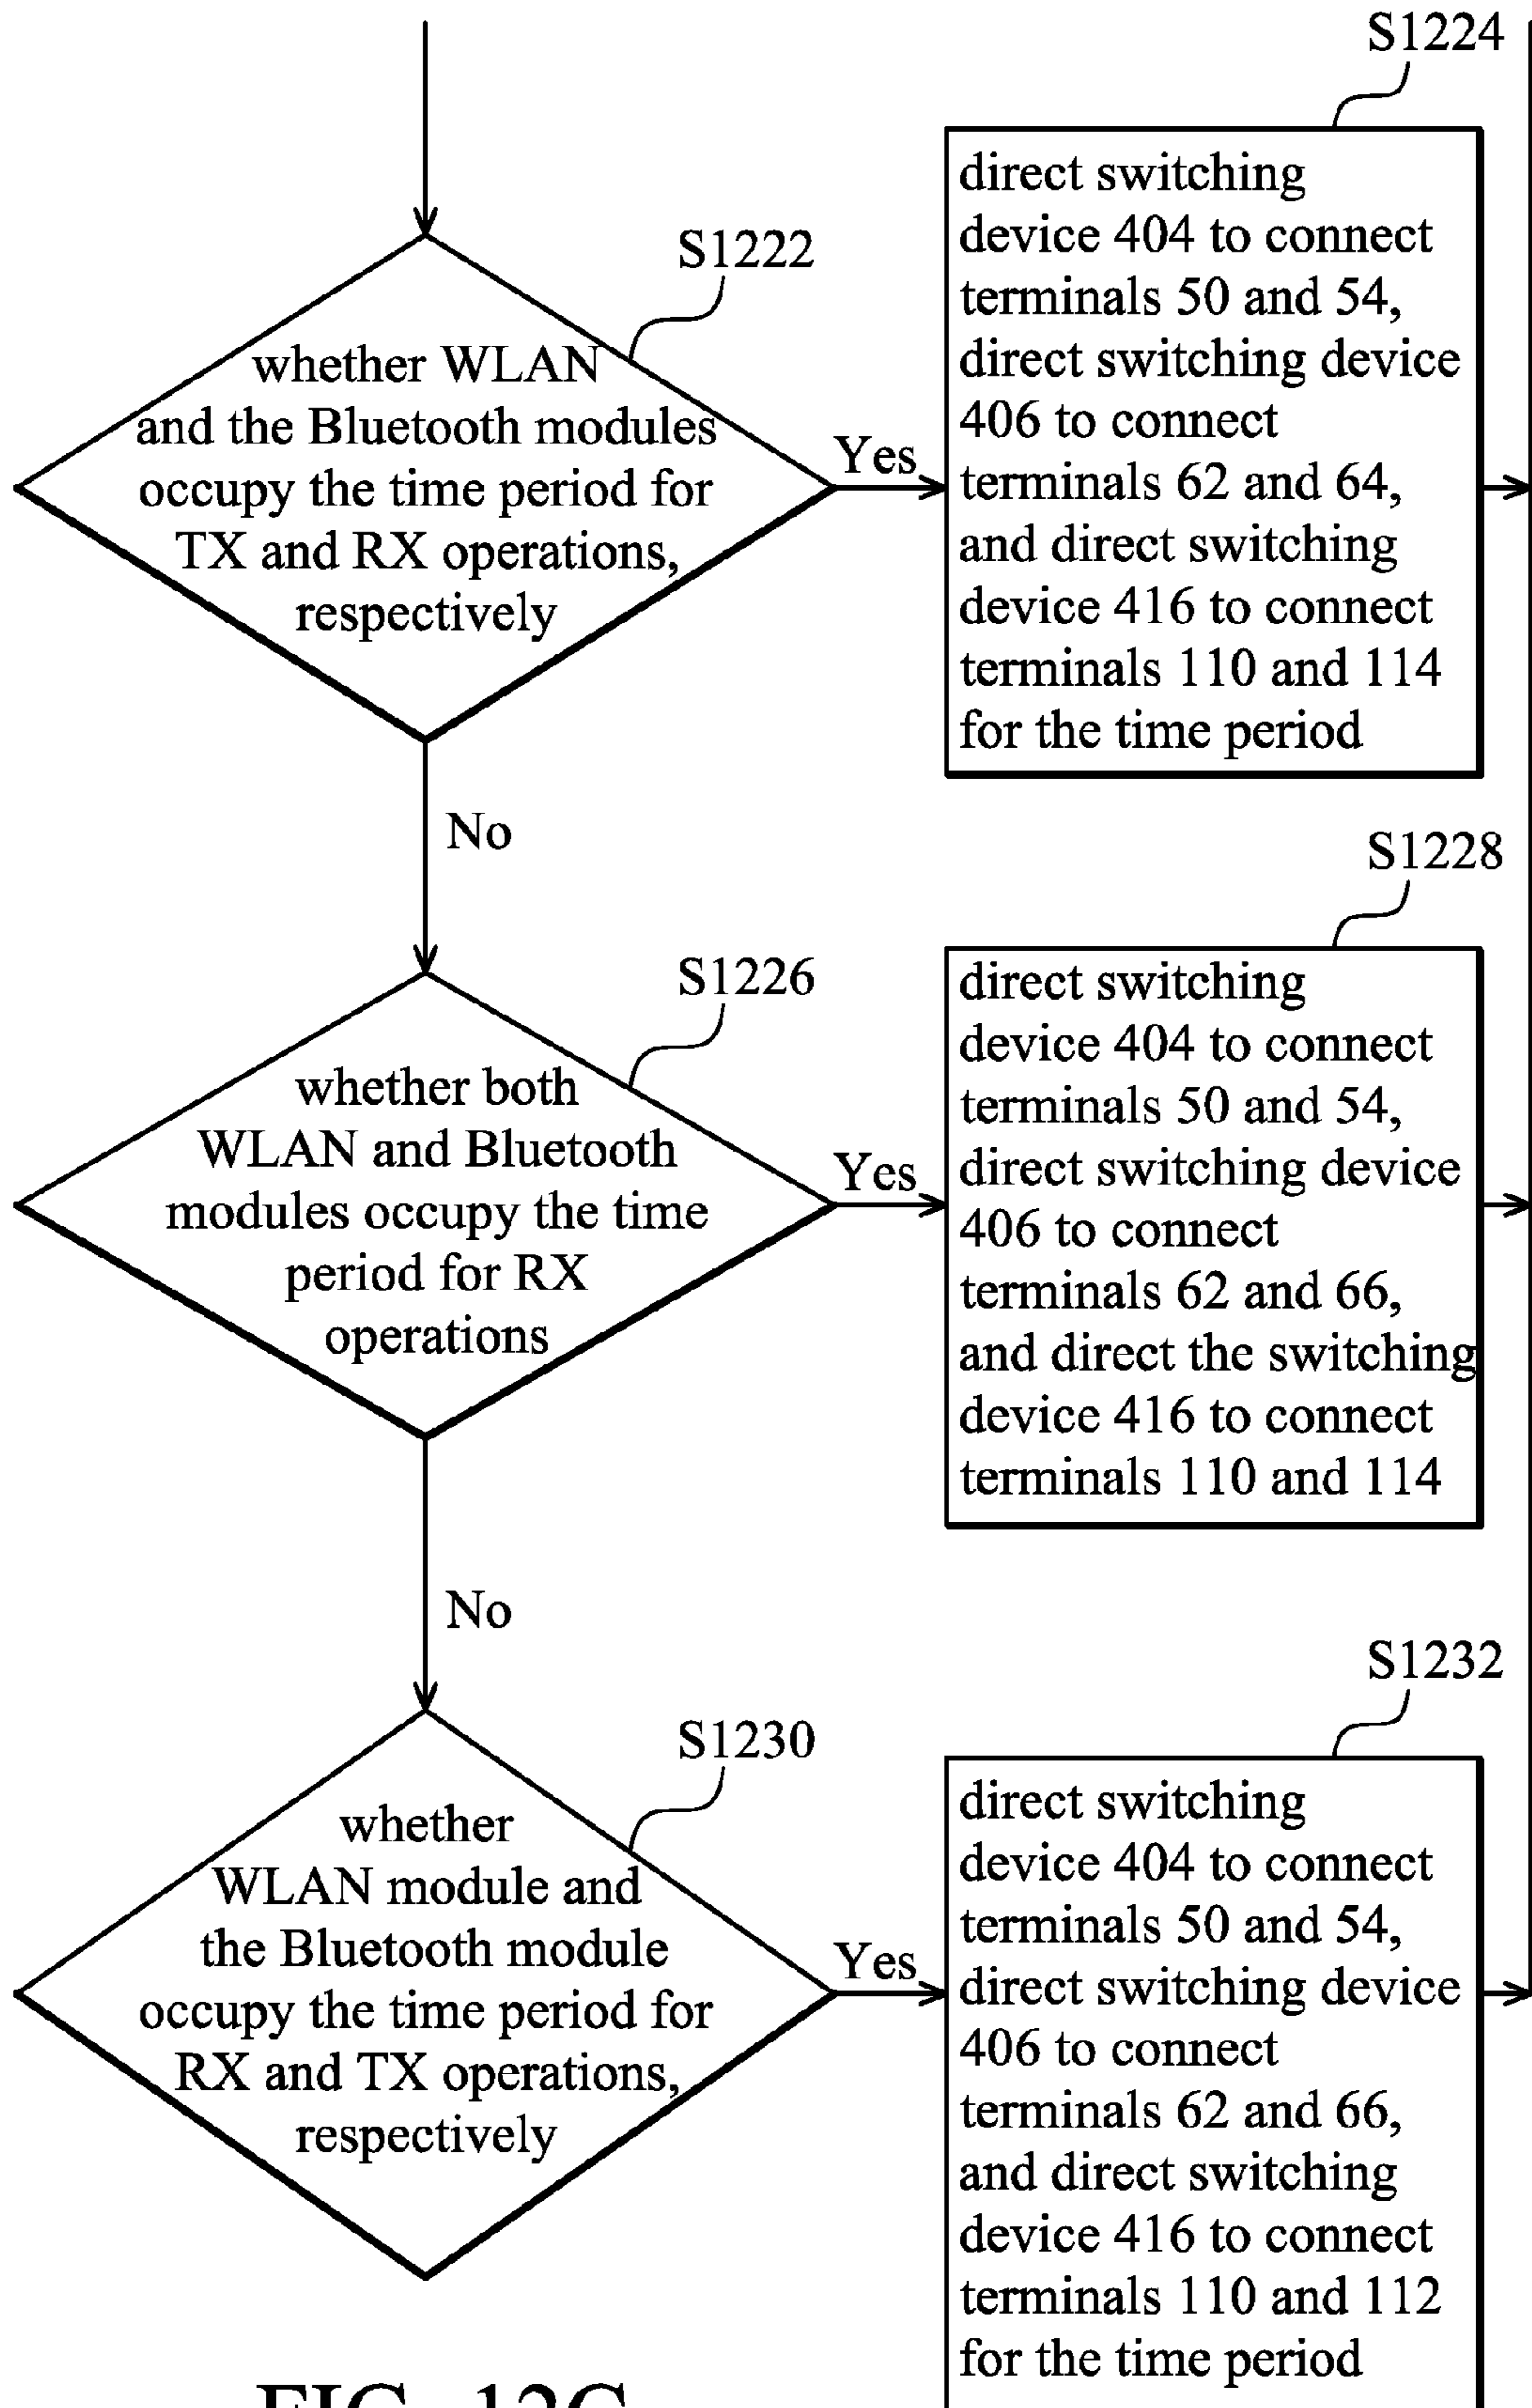 S1224
direct switching
device 404 to connect
terminals 50 and 54,
direct switching device
406 to connect
terminals 62 and 64,
and direct switching
device 416 to connect
terminals 110 and 114
for the time period
S1222
whether WLAN
and the Bluetooth modules
occupy the time period for
TX and RX operations,
respectively
Yes
No
S1228
direct switching
device 404 to connect
terminals 50 and 54,
direct switching device
406 to connect
terminals 62 and 66,
and direct the switching
device 416 to connect
terminals 110 and 114
S1226
whether both
WLAN and Bluetooth
modules occupy the time
period for RX
operations
Yes
No
S1232
direct switching
device 404 to connect
terminals 50 and 54,
direct switching device
406 to connect
terminals 62 and 66,
and direct switching
device 416 to connect
terminals 110 and 112
for the time period
S1230
whether
WLAN module and
the Bluetooth module
occupy the time period for
RX and TX operations,
respectively
Yes
FIG. 12C